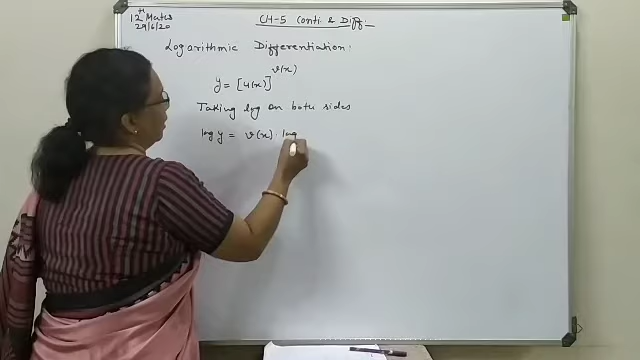 12th Maths
29/6/20
CH-5 Conti & Diff.
Logarithmic Differentiation:
y = [u(x)]^v(x)
Taking log on both sides
log y = v(x) · log